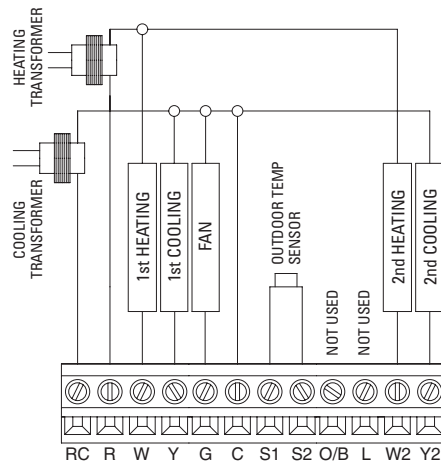 HEATING
TRANSFORMER
COOLING
TRANSFORMER
1st HEATING
1st COOLING
FAN
OUTDOOR TEMP
SENSOR
NOT USED
NOT USED
2nd HEATING
2nd COOLING
RC R W Y G C S1 S2 O/B L W2 Y2